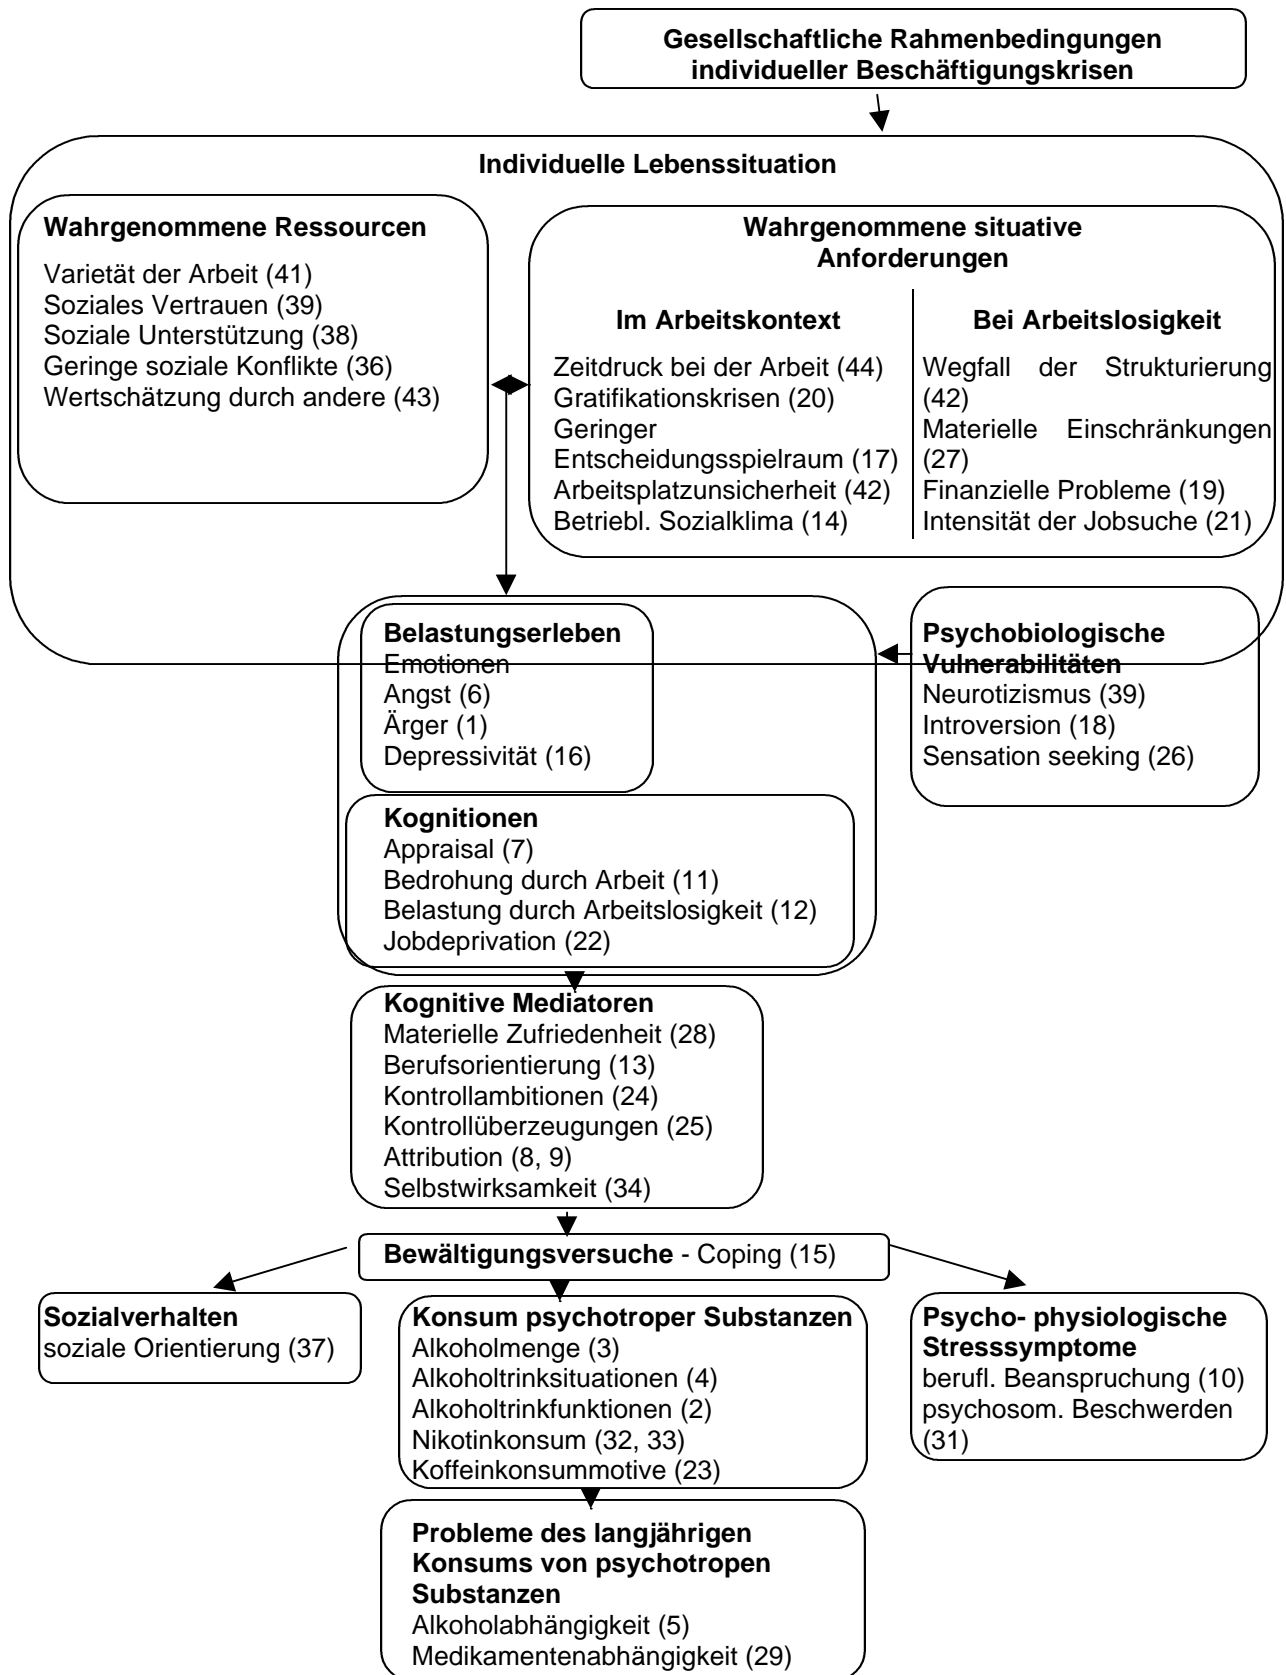 Gesellschaftliche Rahmenbedingungen
individueller Beschäftigungskrisen
Individuelle Lebenssituation
Wahrgenommene Ressourcen
Varietät der Arbeit (41)
Soziales Vertrauen (39)
Soziale Unterstützung (38)
Geringe soziale Konflikte (36)
Wertschätzung durch andere (43)
Wahrgenommene situative
Anforderungen
Im Arbeitskontext
Zeitdruck bei der Arbeit (44)
Gratifikationskrisen (20)
Geringer
Entscheidungsspielraum (17)
Arbeitsplatzunsicherheit (42)
Betriebl. Sozialklima (14)
Bei Arbeitslosigkeit
Wegfall der Strukturierung
(42)
Materielle Einschränkungen
(27)
Finanzielle Probleme (19)
Intensität der Jobsuche (21)
Belastungserleben
Emotionen
Angst (6)
Ärger (1)
Depressivität (16)
Psychobiologische
Vulnerabilitäten
Neurotizismus (39)
Introversion (18)
Sensation seeking (26)
Kognitionen
Appraisal (7)
Bedrohung durch Arbeit (11)
Belastung durch Arbeitslosigkeit (12)
Jobdeprivation (22)
Kognitive Mediatoren
Materielle Zufriedenheit (28)
Berufsorientierung (13)
Kontrollambitionen (24)
Kontrollüberzeugungen (25)
Attribution (8, 9)
Selbstwirksamkeit (34)
Bewältigungsversuche - Coping (15)
Sozialverhalten
soziale Orientierung (37)
Konsum psychotroper Substanzen
Alkoholmenge (3)
Alkoholtrinksituationen (4)
Alkoholtrinkfunktionen (2)
Nikotinkonsum (32, 33)
Koffeinkonsummotive (23)
Psycho- physiologische
Stresssymptome
berufl. Beanspruchung (10)
psychosom. Beschwerden
(31)
Probleme des langjährigen
Konsums von psychotropen
Substanzen
Alkoholabhängigkeit (5)
Medikamentenabhängigkeit (29)